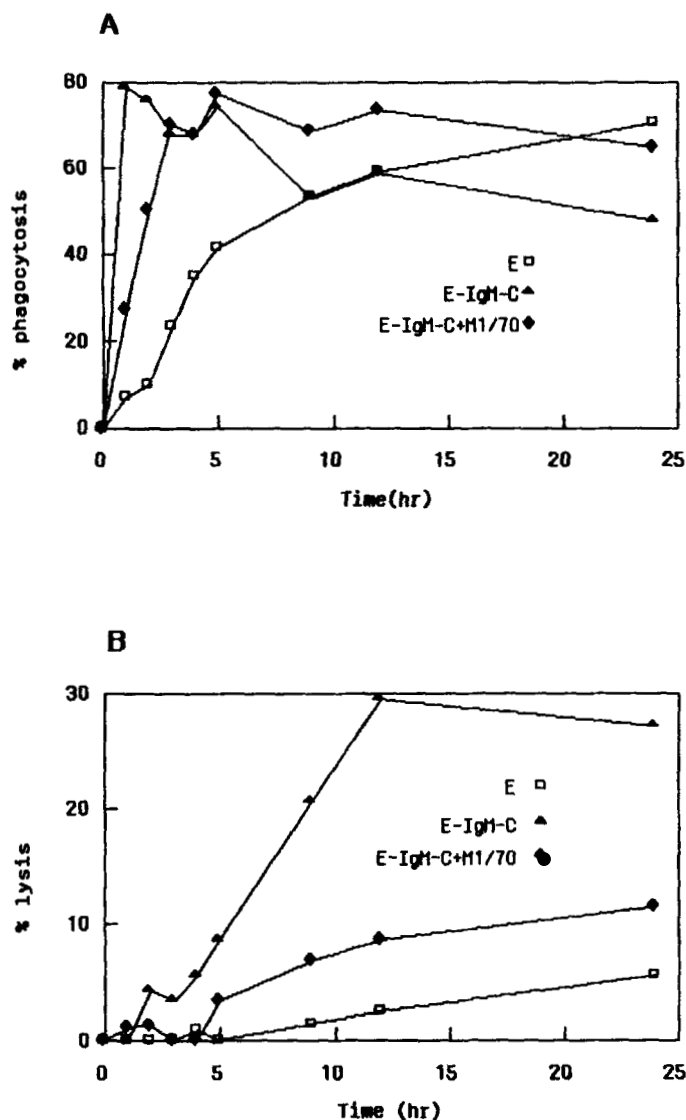 A
80
60
40
20
0
% phagocytosis
E
E-IgM-C
E-IgM-C+M1/70
0 5 10 15 20 25
Time(hr)
B
30
20
10
0
% lysis
E
E-IgM-C
E-IgM-C+M1/70
0 5 10 15 20 25
Time (hr)